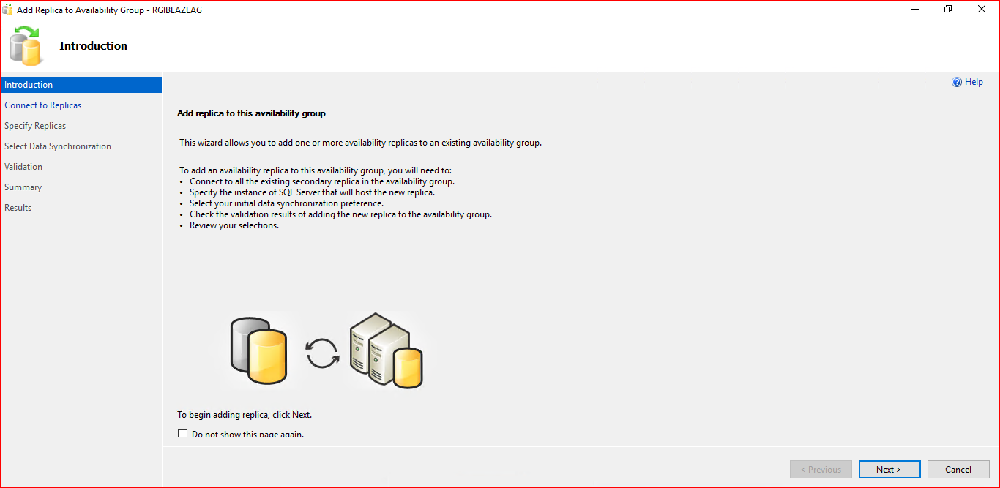 Add Replica to Availability Group - RGIBLAZEAG
Introduction
Introduction
Connect to Replicas
Specify Replicas
Select Data Synchronization
Validation
Summary
Results
Help
Add replica to this availability group.
This wizard allows you to add one or more availability replicas to an existing availability group.
To add an availability replica to this availability group, you will need to:
• Connect to all the existing secondary replica in the availability group.
• Specify the instance of SQL Server that will host the new replica.
• Select your initial data synchronization preference.
• Check the validation results of adding the new replica to the availability group.
• Review your selections.
To begin adding replica, click Next.
Do not show this page again.
< Previous
Next >
Cancel